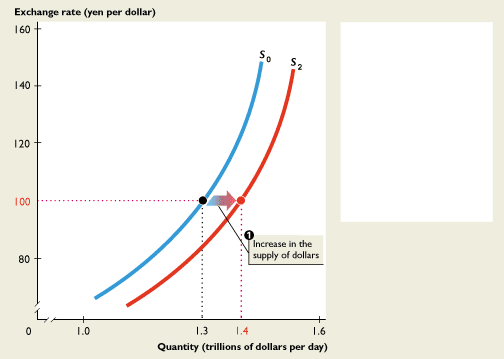 Exchange rate (yen per dollar)
160
140
120
100
80
0
S0
S2
1
Increase in the
supply of dollars
1.0
1.3
1.4
1.6
Quantity (trillions of dollars per day)